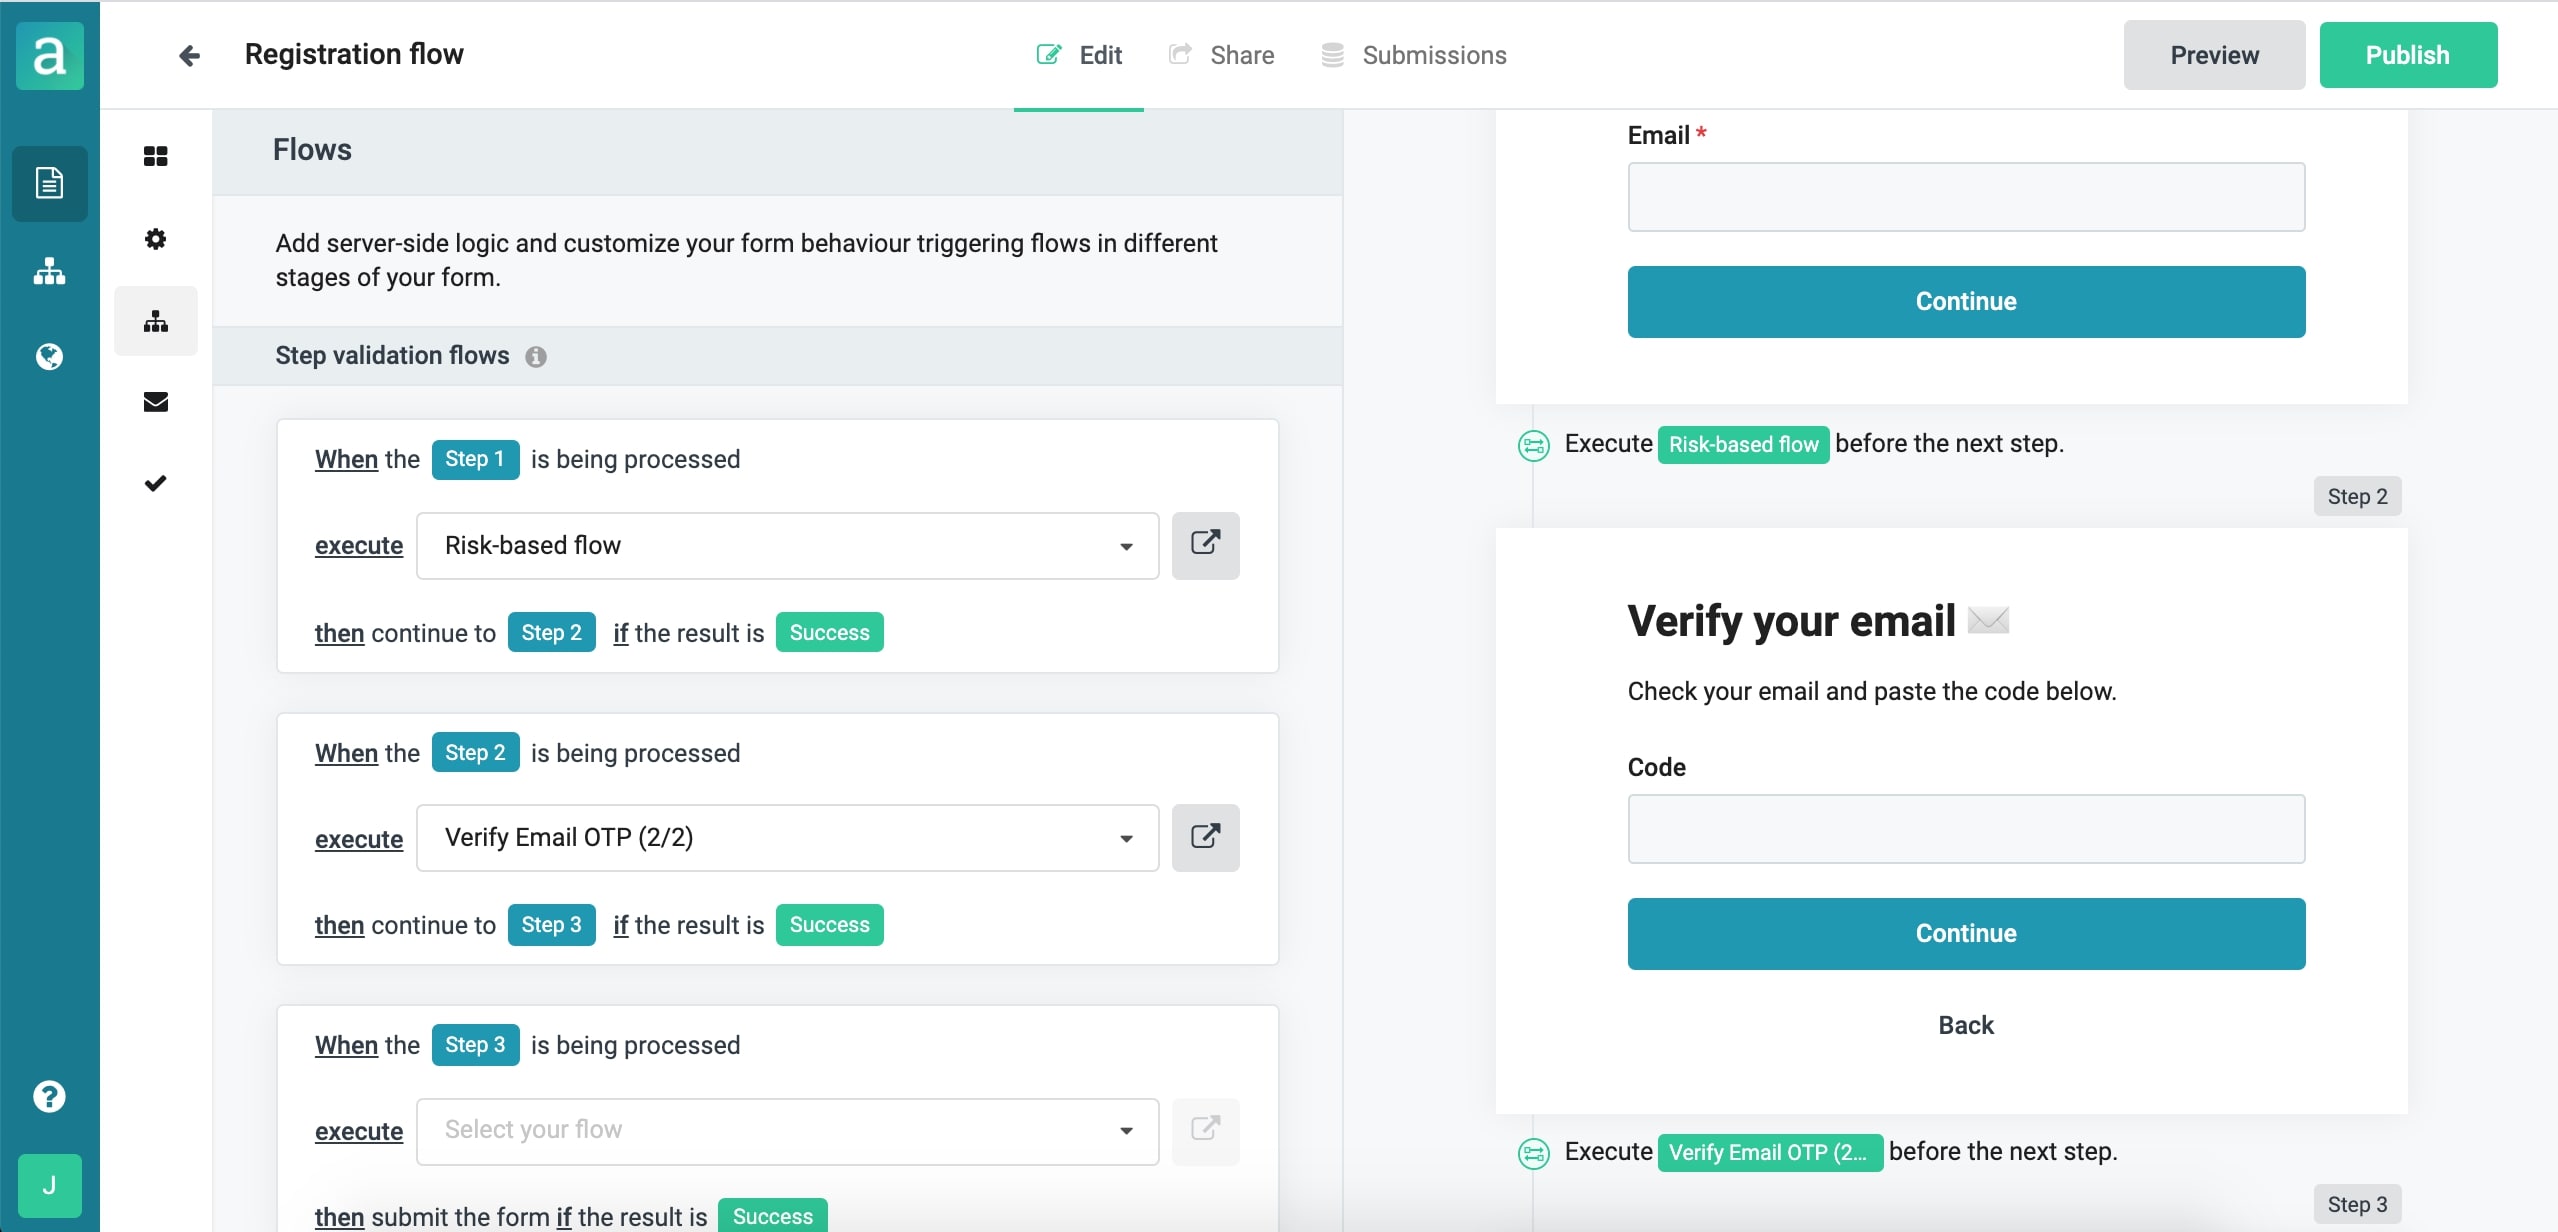 a
Registration flow
Edit
Share
Submissions
Preview
Publish
Flows
Add server-side logic and customize your form behaviour triggering flows in different
stages of your form.
Step validation flows
When the Step 1 is being processed
execute Risk-based flow
then continue to Step 2 if the result is Success
When the Step 2 is being processed
execute Verify Email OTP (2/2)
then continue to Step 3 if the result is Success
When the Step 3 is being processed
execute Select your flow
then submit the form if the result is Success
Email *
Continue
Execute Risk-based flow before the next step.
Step 2
Verify your email
Check your email and paste the code below.
Code
Continue
Back
Execute Verify Email OTP (2... before the next step.
Step 3
?
J